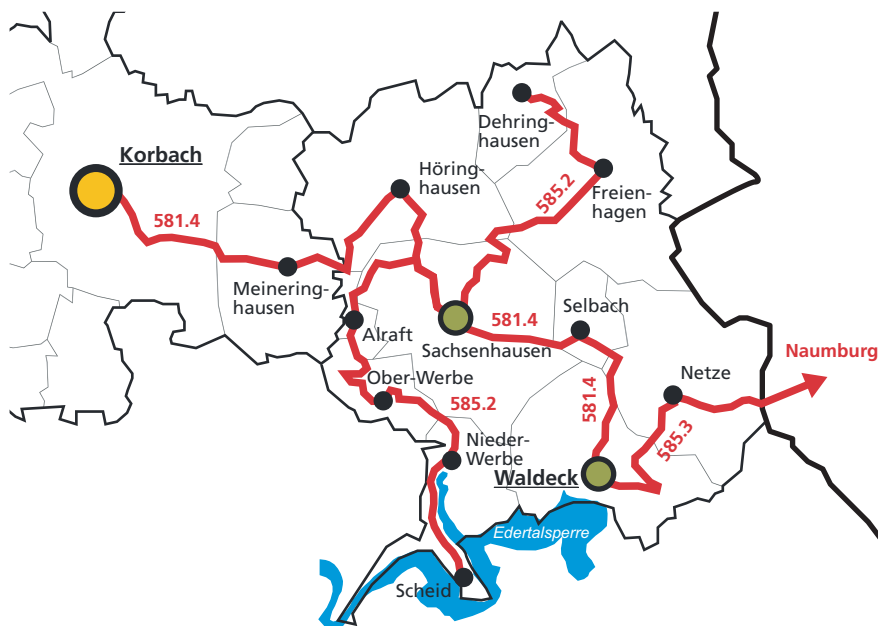 Dehring-
hausen
Korbach
Höring-
hausen
585.2
Freien-
hagen
581.4
Meinering-
hausen
Selbach
581.4
Alraft
Sachsenhausen
Naumburg
Netze
Ober-Werbe
581.4
585.2
585.3
Nieder-
Werbe
Waldeck
Edertalsperre
Scheid